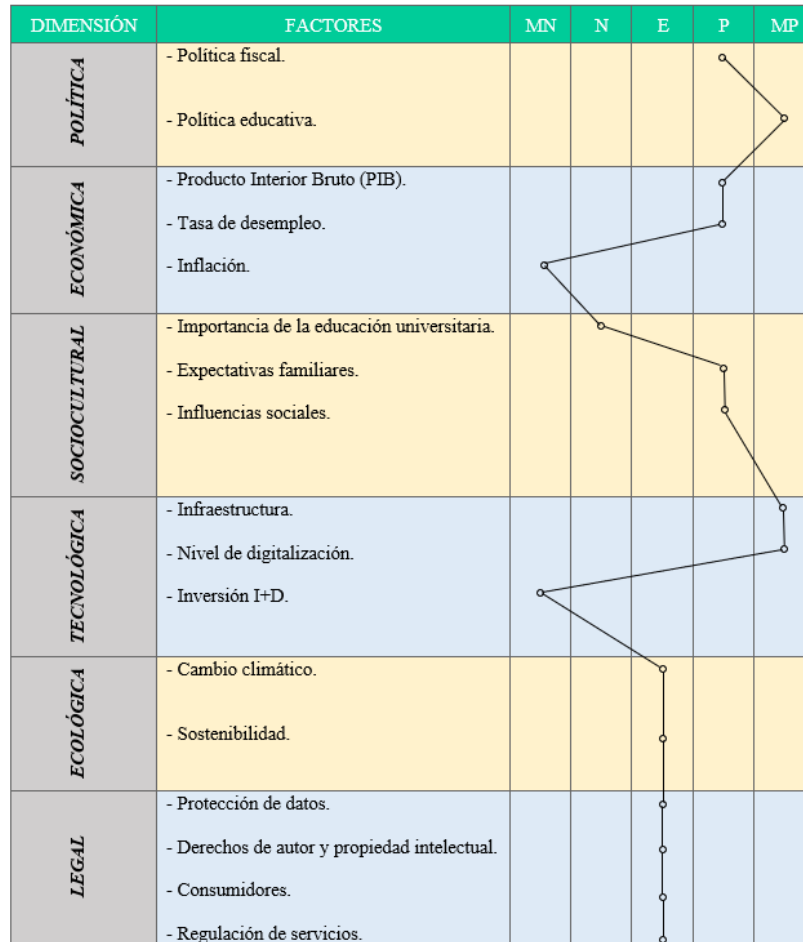 DIMENSIÓN FACTORES MN N E P MP
POLÍTICA
- Política fiscal.
- Política educativa.
ECONÓMICA
- Producto Interior Bruto (PIB).
- Tasa de desempleo.
- Inflación.
SOCIOCULTURAL
- Importancia de la educación universitaria.
- Expectativas familiares.
- Influencias sociales.
TECNOLÓGICA
- Infraestructura.
- Nivel de digitalización.
- Inversión I+D.
ECOLÓGICA
- Cambio climático.
- Sostenibilidad.
LEGAL
- Protección de datos.
- Derechos de autor y propiedad intelectual.
- Consumidores.
- Regulación de servicios.